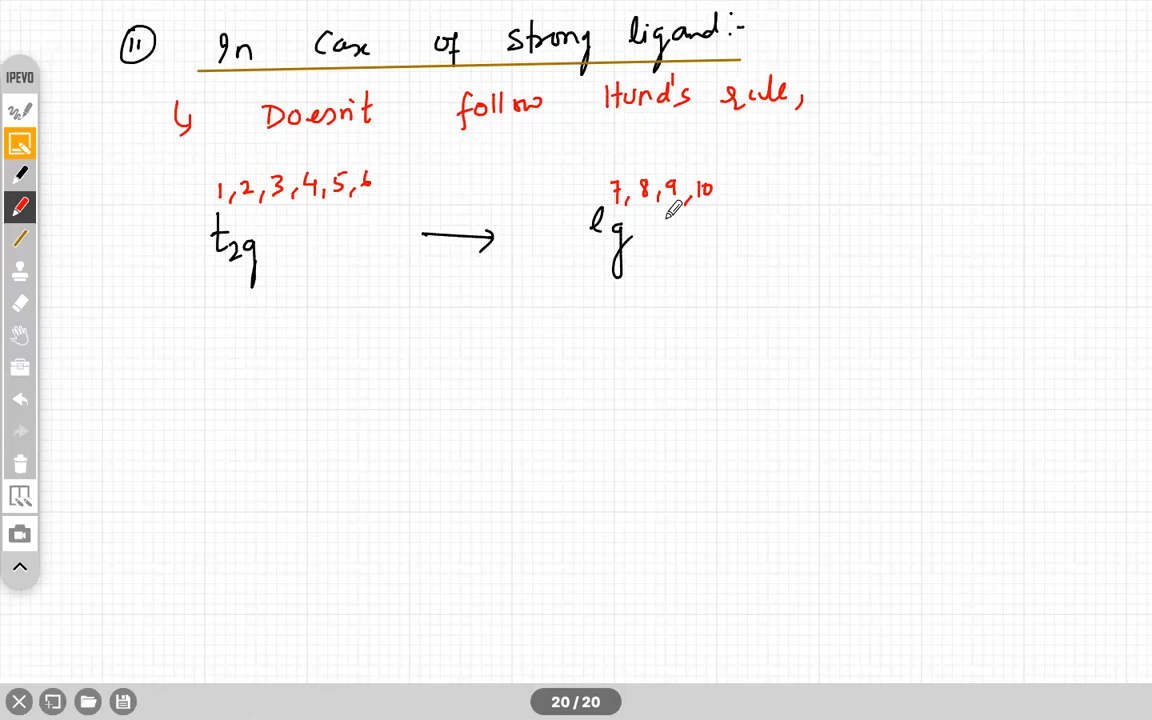 IPEVO
(11) In Case of strong ligand:-
↳ Doesn't follow Hund's rule,
1,2,3,4,5,6 7,8,9,10
t2g → eg
20 / 20